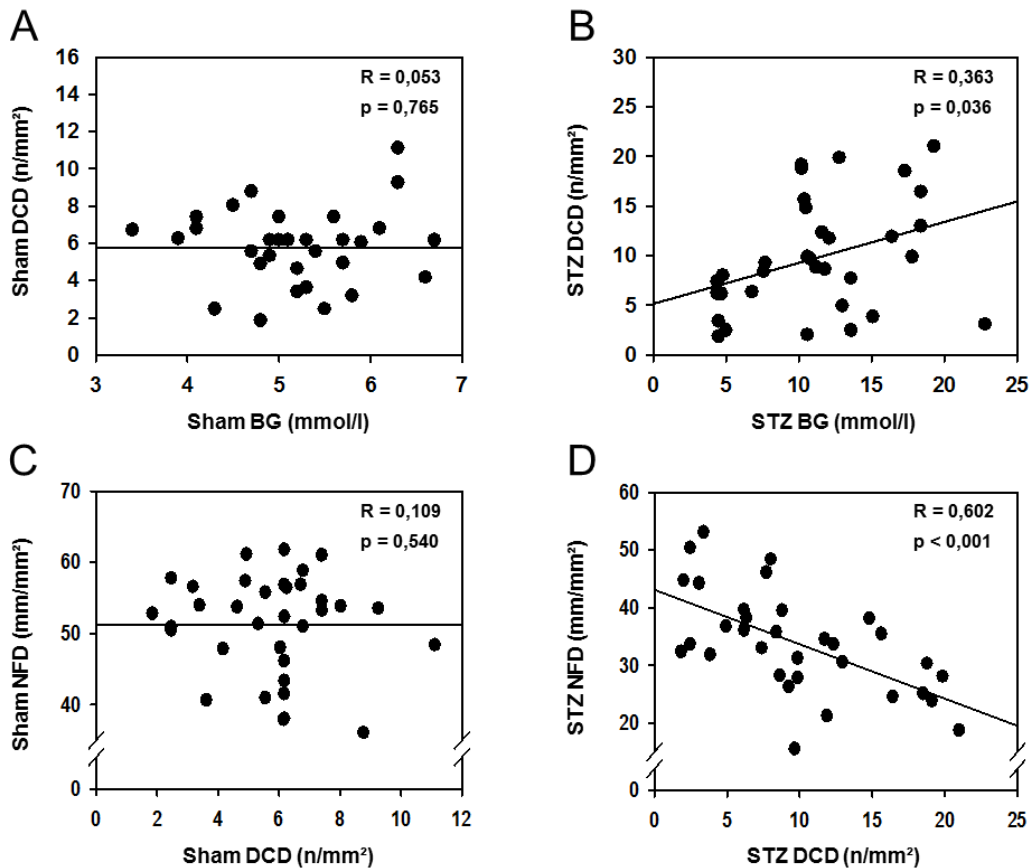 A
R = 0,053
p = 0,765
16
14
12
10
8
6
4
2
0
Sham DCD (n/mm²)
3 4 5 6 7
Sham BG (mmol/l)
B
R = 0,363
p = 0,036
30
25
20
15
10
5
0
STZ DCD (n/mm²)
0 5 10 15 20 25
STZ BG (mmol/l)
C
R = 0,109
p = 0,540
70
60
50
40
0
Sham NFD (mm/mm²)
0 2 4 6 8 10 12
Sham DCD (n/mm²)
D
R = 0,602
p < 0,001
60
50
40
30
20
0
STZ NFD (mm/mm²)
0 5 10 15 20 25
STZ DCD (n/mm²)